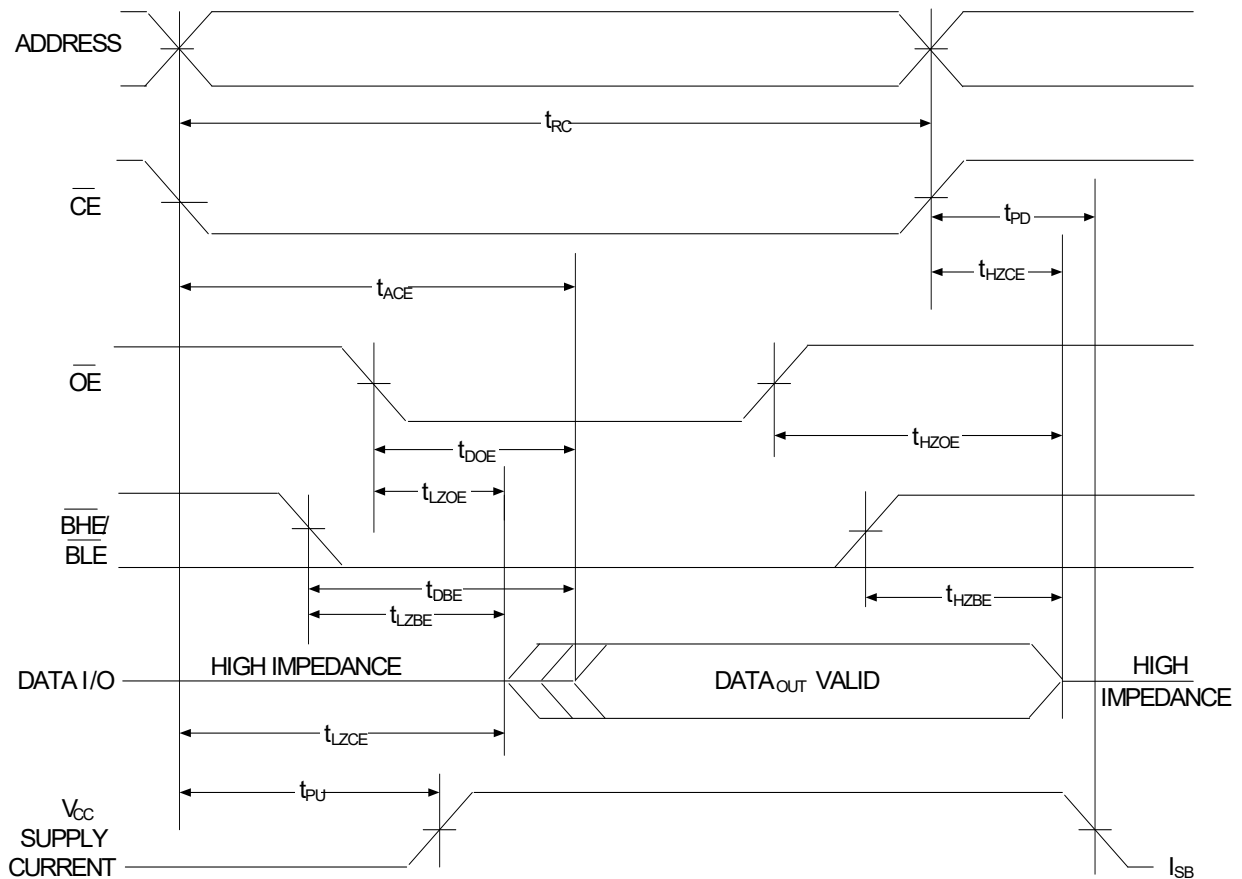 ADDRESS
tRC
CE
tPD
tHZCE
tACE
OE
tHZOE
tDOE
tLZOE
BHE/
BLE
tDBE
tHZBE
tLZBE
DATA I/O
HIGH IMPEDANCE
DATAOUT VALID
HIGH
IMPEDANCE
tLZCE
tPU
VCC
SUPPLY
CURRENT
ISB